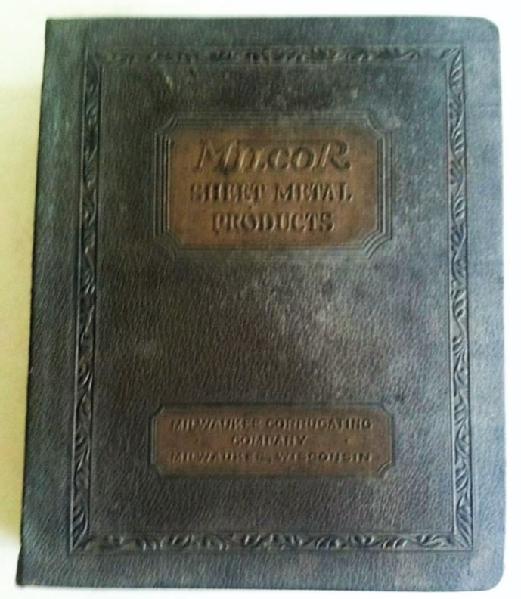 Milcor
SHEET METAL
PRODUCTS
MILWAUKEE CORRUGATING
COMPANY
MILWAUKEE, WISCONSIN